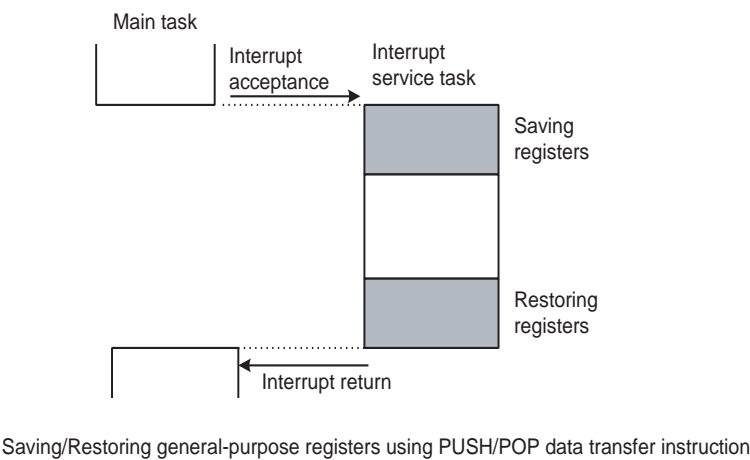 Main task
Interrupt
acceptance
Interrupt
service task
Saving
registers
Restoring
registers
Interrupt return
Saving/Restoring general-purpose registers using PUSH/POP data transfer instruction